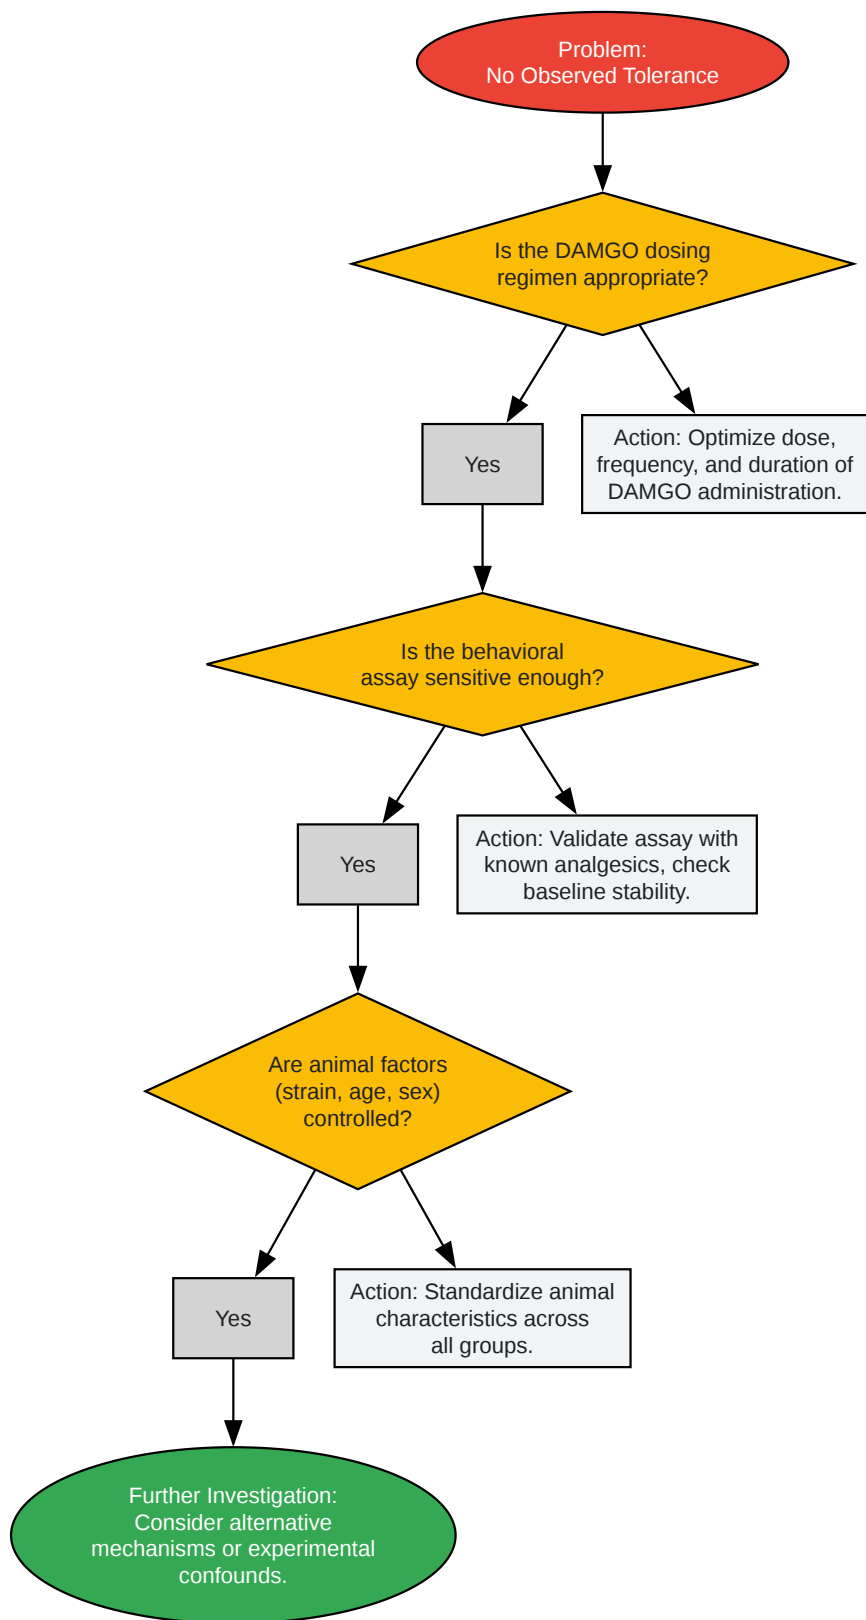 Problem:
No Observed Tolerance
Is the DAMGO dosing
regimen appropriate?
Yes
Action: Optimize dose,
frequency, and duration of
DAMGO administration.
Is the behavioral
assay sensitive enough?
Yes
Action: Validate assay with
known analgesics, check
baseline stability.
Are animal factors
(strain, age, sex)
controlled?
Yes
Action: Standardize animal
characteristics across
all groups.
Further Investigation:
Consider alternative
mechanisms or experimental
confounds.